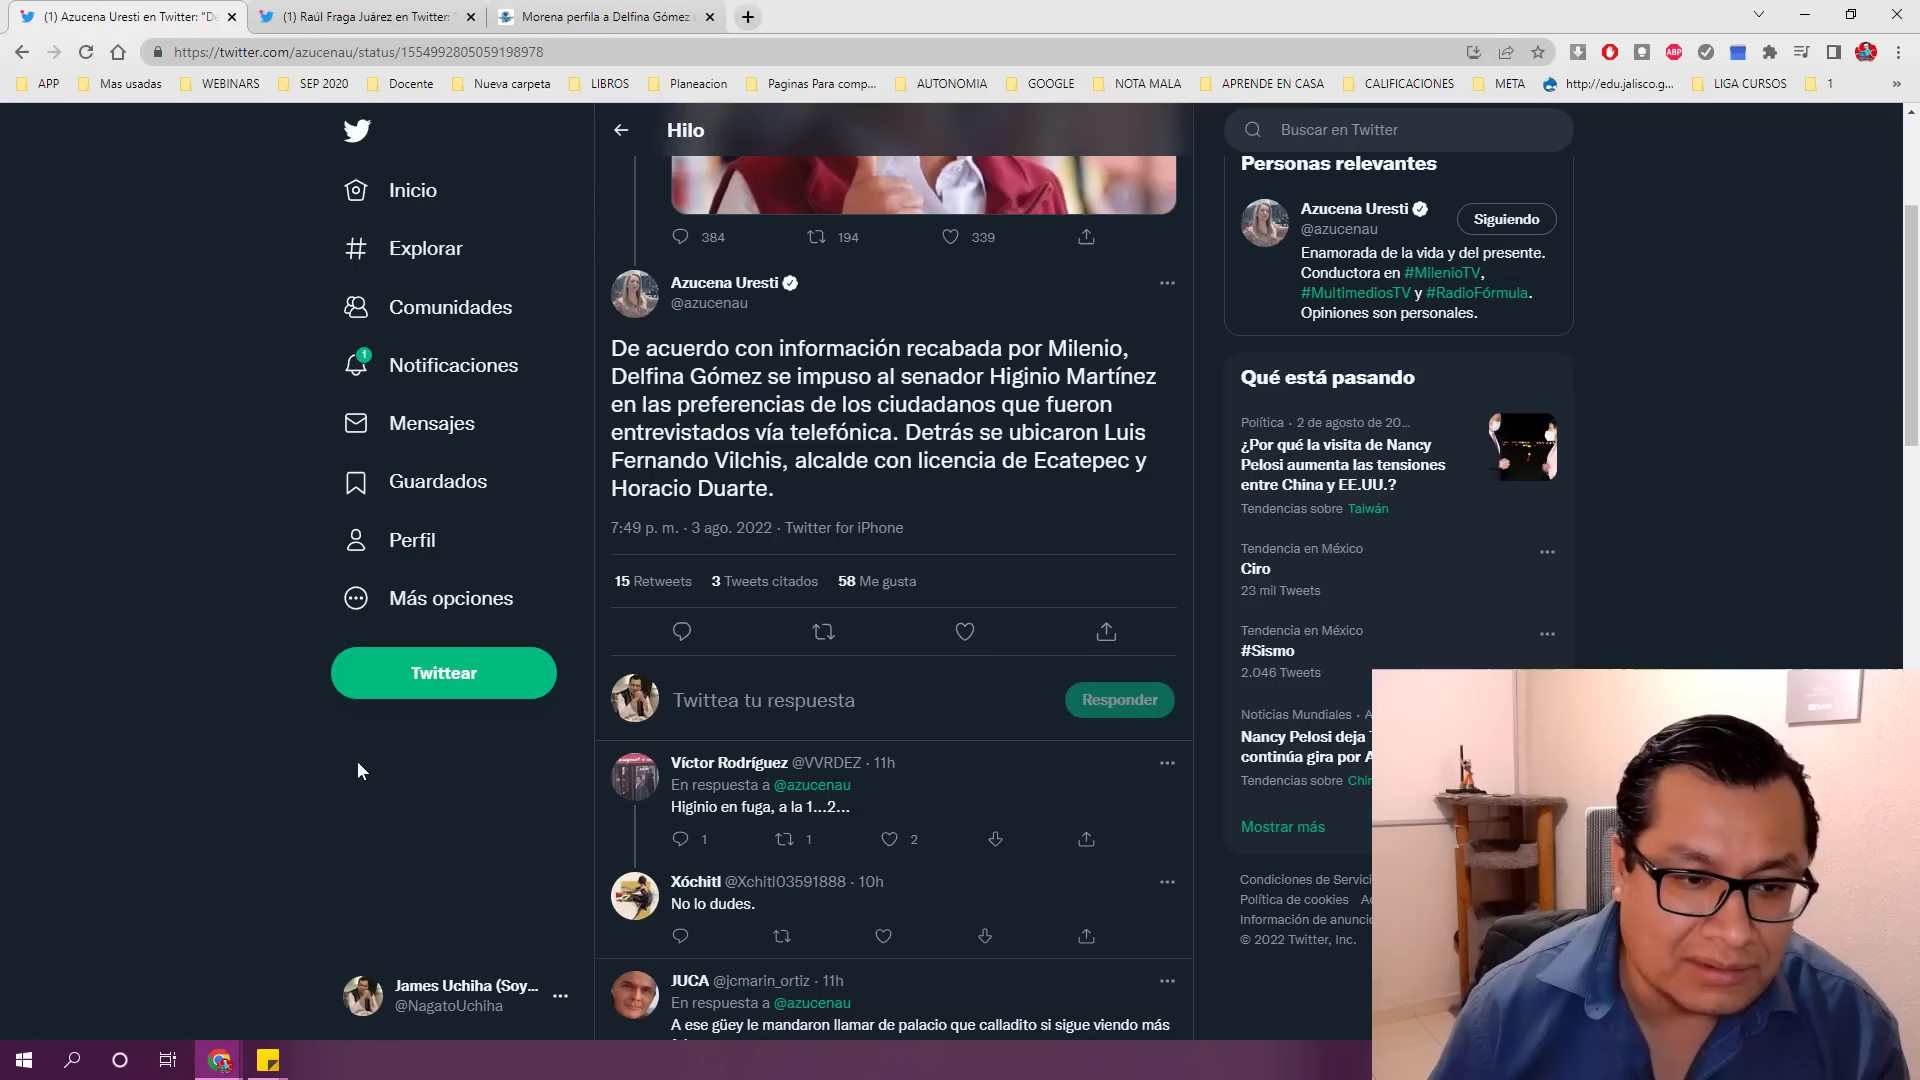 (1) Azucena Uresti en Twitter: "De
(1) Raúl Fraga Juárez en Twitter:
Morena perfila a Delfina Gómez
https://twitter.com/azucenau/status/1554992805059198978
APP
Mas usadas
WEBINARS
SEP 2020
Docente
Nueva carpeta
LIBROS
Planeacion
Paginas Para comp...
AUTONOMIA
GOOGLE
NOTA MALA
APRENDE EN CASA
CALIFICACIONES
META
http://edu.jalisco.g...
LIGA CURSOS
1
»
Inicio
Explorar
Comunidades
1
Notificaciones
Mensajes
Guardados
Perfil
Más opciones
Twittear
James Uchiha (Soy...
@NagatoUchiha
Hilo
384
194
339
Azucena Uresti
@azucenau
De acuerdo con información recabada por Milenio,
Delfina Gómez se impuso al senador Higinio Martínez
en las preferencias de los ciudadanos que fueron
entrevistados vía telefónica. Detrás se ubicaron Luis
Fernando Vilchis, alcalde con licencia de Ecatepec y
Horacio Duarte.
7:49 p. m. · 3 ago. 2022 · Twitter for iPhone
15 Retweets 3 Tweets citados 58 Me gusta
Twittea tu respuesta
Responder
Víctor Rodríguez @VVRDEZ · 11h
En respuesta a @azucenau
Higinio en fuga, a la 1...2...
1
1
2
Xóchitl @Xchitl03591888 · 10h
No lo dudes.
JUCA @jcmarin_ortiz · 11h
En respuesta a @azucenau
A ese güey le mandaron llamar de palacio que calladito si sigue viendo más
Buscar en Twitter
Personas relevantes
Azucena Uresti
@azucenau
Siguiendo
Enamorada de la vida y del presente.
Conductora en #MilenioTV,
#MultimediosTV y #RadioFórmula.
Opiniones son personales.
Qué está pasando
Política · 2 de agosto de 20...
¿Por qué la visita de Nancy
Pelosi aumenta las tensiones
entre China y EE.UU.?
Tendencias sobre Taiwán
Tendencia en México
Ciro
23 mil Tweets
Tendencia en México
#Sismo
2.046 Tweets
Noticias Mundiales ·
Nancy Pelosi deja
continúa gira por
Tendencias sobre
Mostrar más
Condiciones de
Política de cookies
Información de
© 2022 Twitter, Inc.